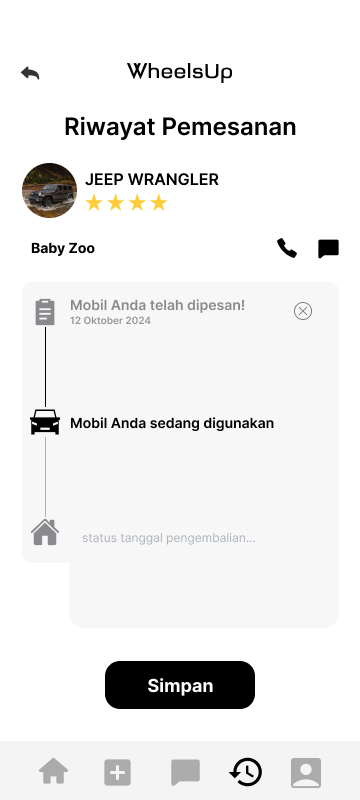 WheelsUp
Riwayat Pemesanan
JEEP WRANGLER
Baby Zoo
Mobil Anda telah dipesan!
12 Oktober 2024
Mobil Anda sedang digunakan
status tanggal pengembalian...
Simpan